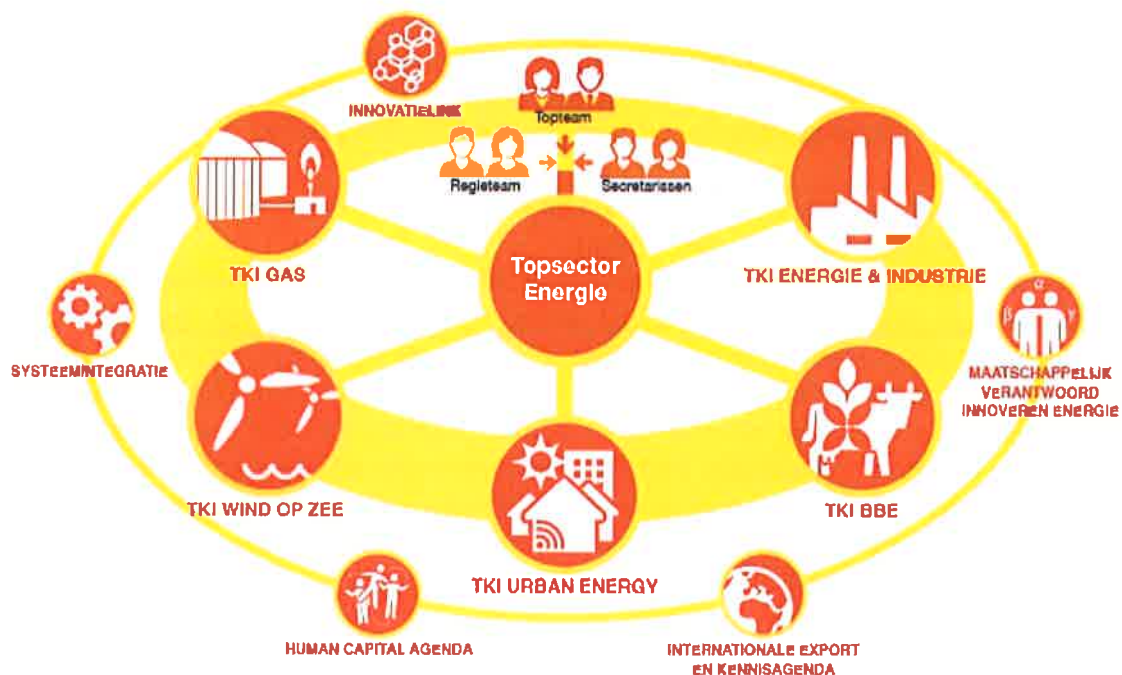 INNOVATIELINK
Topteam
Regieteam
Secretarissen
TKI GAS
Topsector
Energie
TKI ENERGIE & INDUSTRIE
SYSTEEMINTEGRATIE
α
β
γ
MAATSCHAPPELIJK
VERANTWOORD
INNOVEREN ENERGIE
TKI WIND OP ZEE
TKI BBE
TKI URBAN ENERGY
HUMAN CAPITAL AGENDA
INTERNATIONALE EXPORT
EN KENNISAGENDA